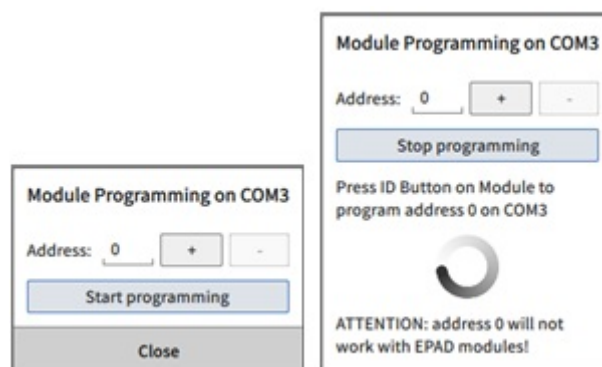 Module Programming on COM3
Address: 0 + -
Start programming
Close
Module Programming on COM3
Address: 0 + -
Stop programming
Press ID Button on Module to
program address 0 on COM3
ATTENTION: address 0 will not
work with EPAD modules!